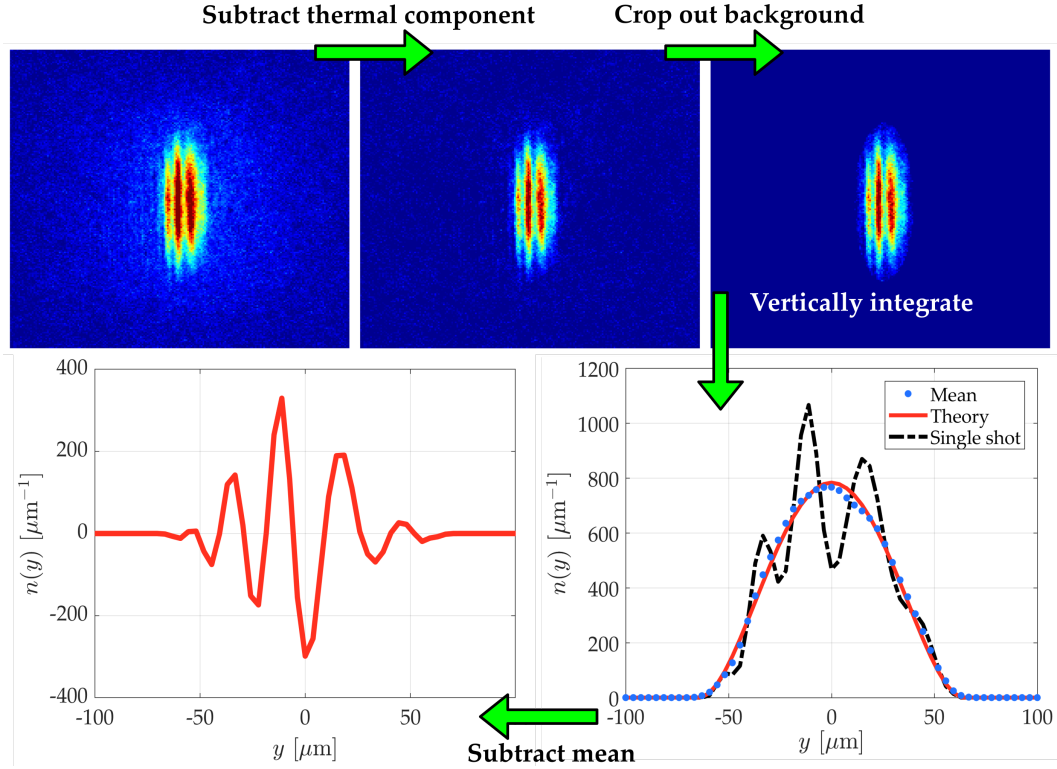 Subtract thermal component
Crop out background
Vertically integrate
400
200
0
-200
-400
-100
-50
0
50
n(y) [μm⁻¹]
y [μm]
1200
1000
800
600
400
200
0
-100
-50
0
50
100
n(y) [μm⁻¹]
y [μm]
Mean
Theory
Single shot
Subtract mean